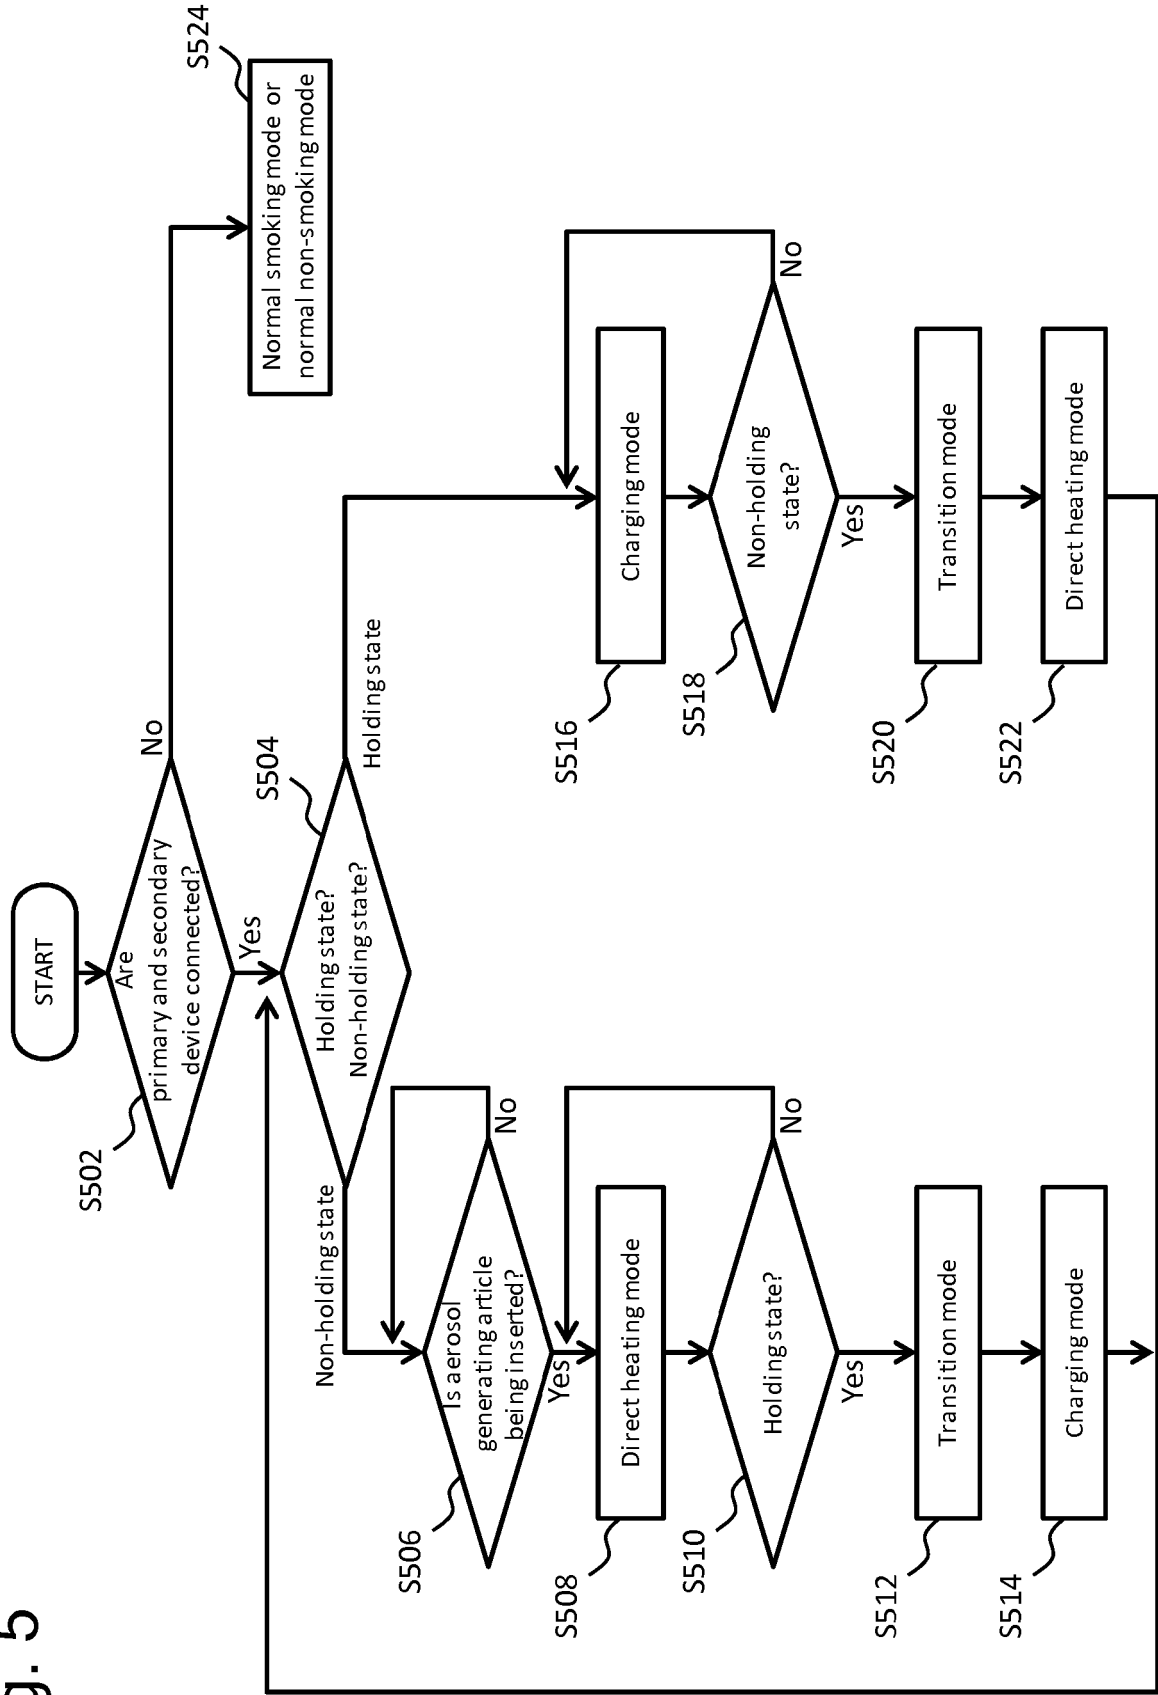 g. 5
START
Are
primary and secondary
device connected?
S502
Yes
No
Normal smoking mode or
normal non-smoking mode
S524
Holding state?
Non-holding state?
S504
Non-holding state
Holding state
Is aerosol
generating article
being inserted?
S506
No
Yes
Direct heating mode
S508
Holding state?
S510
No
Yes
Transition mode
S512
Charging mode
S514
Charging mode
S516
Non-holding
state?
S518
No
Yes
Transition mode
S520
Direct heating mode
S522